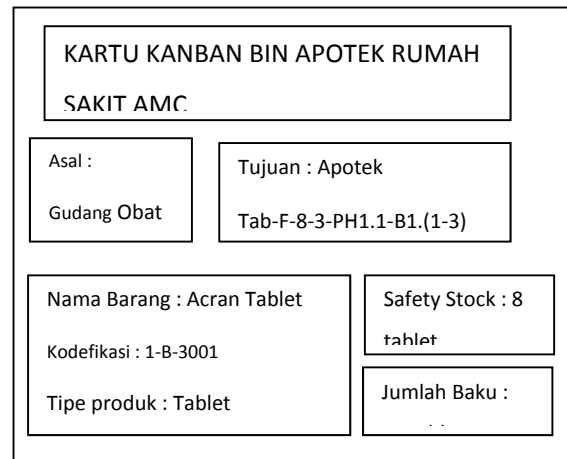 KARTU KANBAN BIN APOTEK RUMAH
SAKIT AMC
Asal :
Gudang Obat
Tujuan : Apotek
Tab-F-8-3-PH1.1-B1.(1-3)
Nama Barang : Acran Tablet
Kodefikasi : 1-B-3001
Tipe produk : Tablet
Safety Stock : 8
tablet
Jumlah Baku :